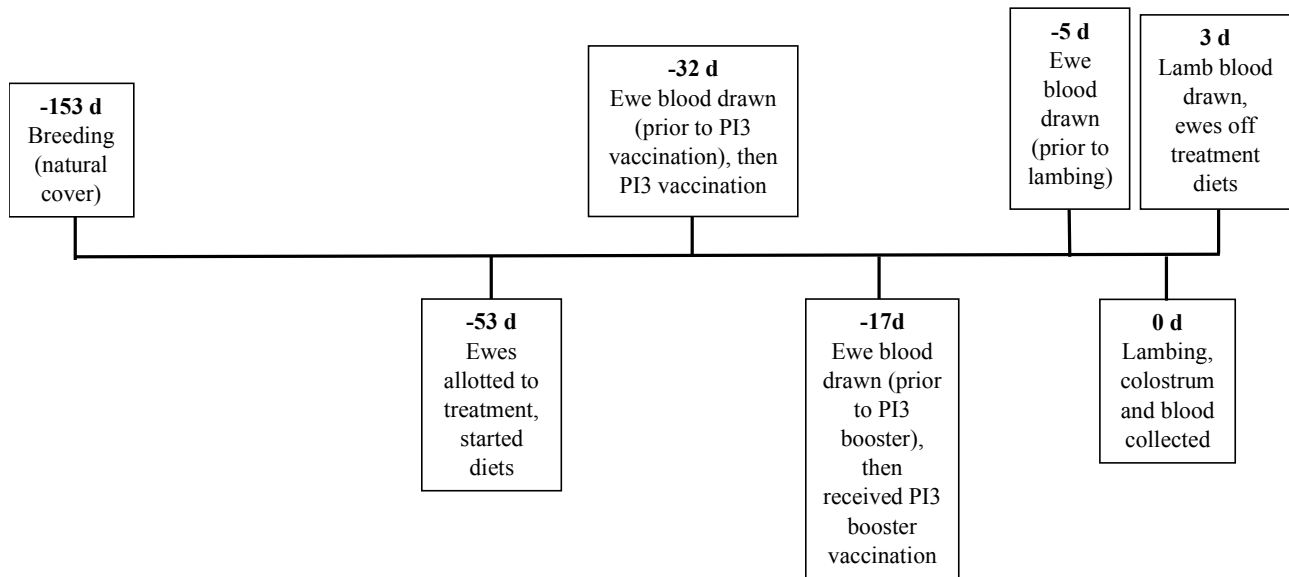 -153 d
Breeding
(natural
cover)
-53 d
Ewes
allotted to
treatment,
started
diets
-32 d
Ewe blood drawn
(prior to PI3
vaccination), then
PI3 vaccination
-17d
Ewe blood
drawn (prior
to PI3
booster),
then
received PI3
booster
vaccination
-5 d
Ewe
blood
drawn
(prior to
lambing)
0 d
Lambing,
colostrum
and blood
collected
3 d
Lamb blood
drawn,
ewes off
treatment
diets